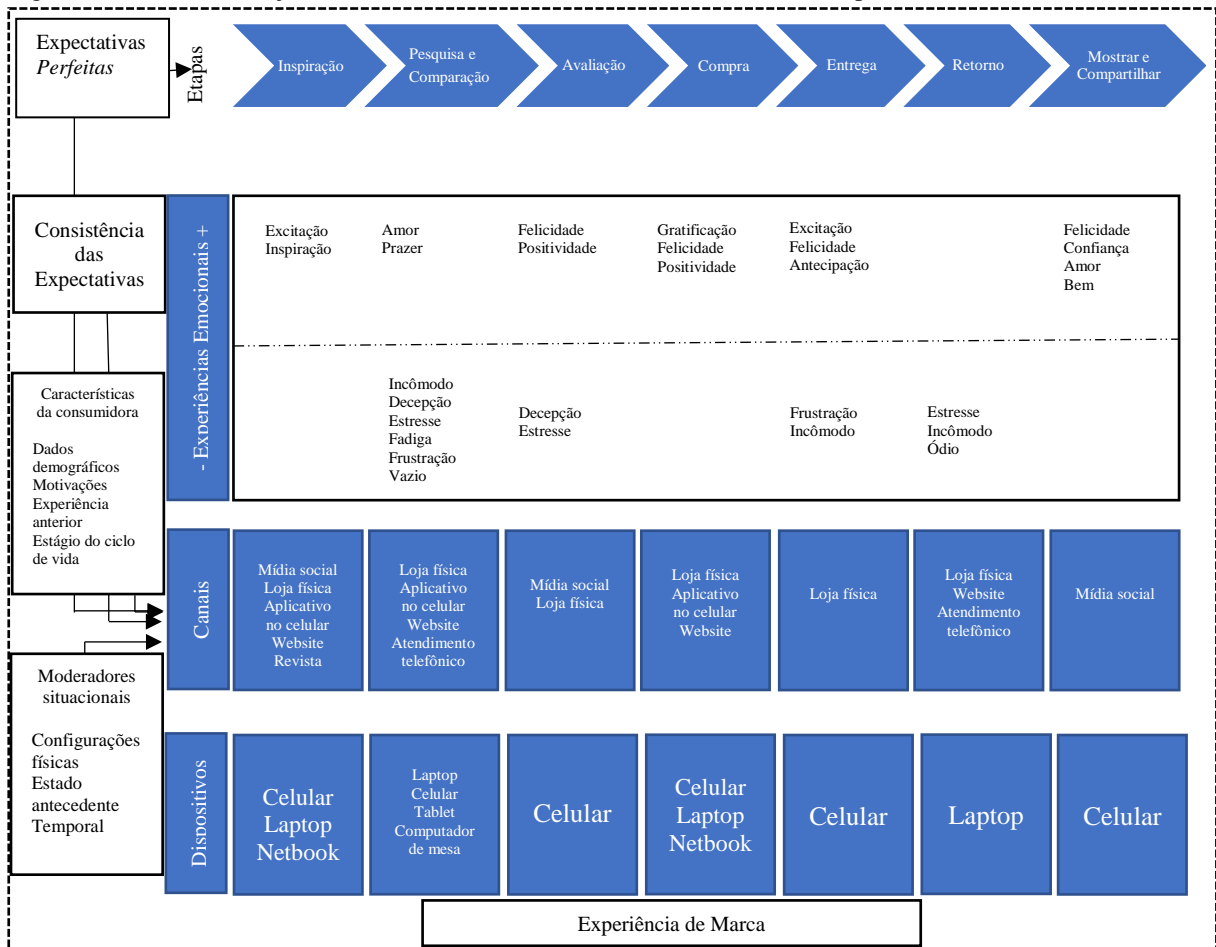 Expectativas
Perfeitas
Etapas
Inspiração
Pesquisa e
Comparação
Avaliação
Compra
Entrega
Retorno
Mostrar e
Compartilhar
Consistência
das
Expectativas
- Experiências Emocionais +
Excitação
Inspiração
Amor
Prazer
Felicidade
Positividade
Gratificação
Felicidade
Positividade
Excitação
Felicidade
Antecipação
Felicidade
Confiança
Amor
Bem
Incômodo
Decepção
Estresse
Fadiga
Frustração
Vazio
Decepção
Estresse
Frustração
Incômodo
Estresse
Incômodo
Ódio
Características
da consumidora
Dados
demográficos
Motivações
Experiência
anterior
Estágio do ciclo
de vida
Canais
Mídia social
Loja física
Aplicativo
no celular
Website
Revista
Loja física
Aplicativo
no celular
Website
Atendimento
telefônico
Mídia social
Loja física
Loja física
Aplicativo
no celular
Website
Loja física
Loja física
Website
Atendimento
telefônico
Mídia social
Moderadores
situacionais
Configurações
físicas
Estado
antecedente
Temporal
Dispositivos
Celular
Laptop
Netbook
Laptop
Celular
Tablet
Computador
de mesa
Celular
Celular
Laptop
Netbook
Celular
Laptop
Celular
Experiência de Marca